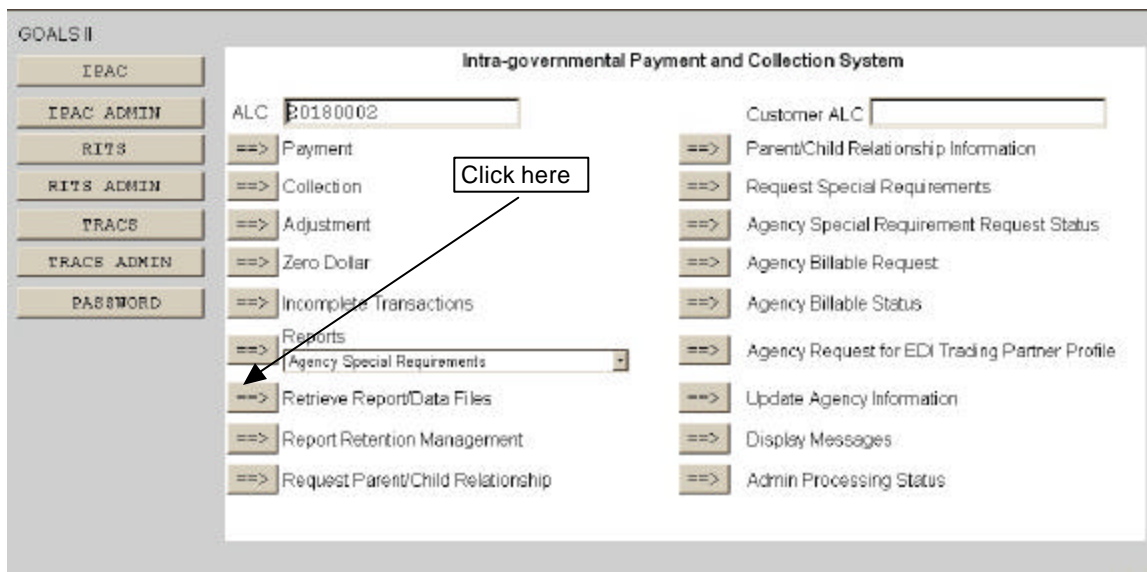 GOALS II
IPAC
IPAC ADMIN
RITS
RITS ADMIN
TRACS
TRACS ADMIN
PASSWORD
Intra-governmental Payment and Collection System
ALC 20180002
Customer ALC
==> Payment
==> Parent/Child Relationship Information
Click here
==> Collection
==> Request Special Requirements
==> Adjustment
==> Agency Special Requirement Request Status
==> Zero Dollar
==> Agency Billable Request
==> Incomplete Transactions
==> Agency Billable Status
==> Reports
Agency Special Requirements
==> Agency Request for EDI Trading Partner Profile
==> Retrieve Report/Data Files
==> Update Agency Information
==> Report Retention Management
==> Display Messages
==> Request Parent/Child Relationship
==> Admin Processing Status